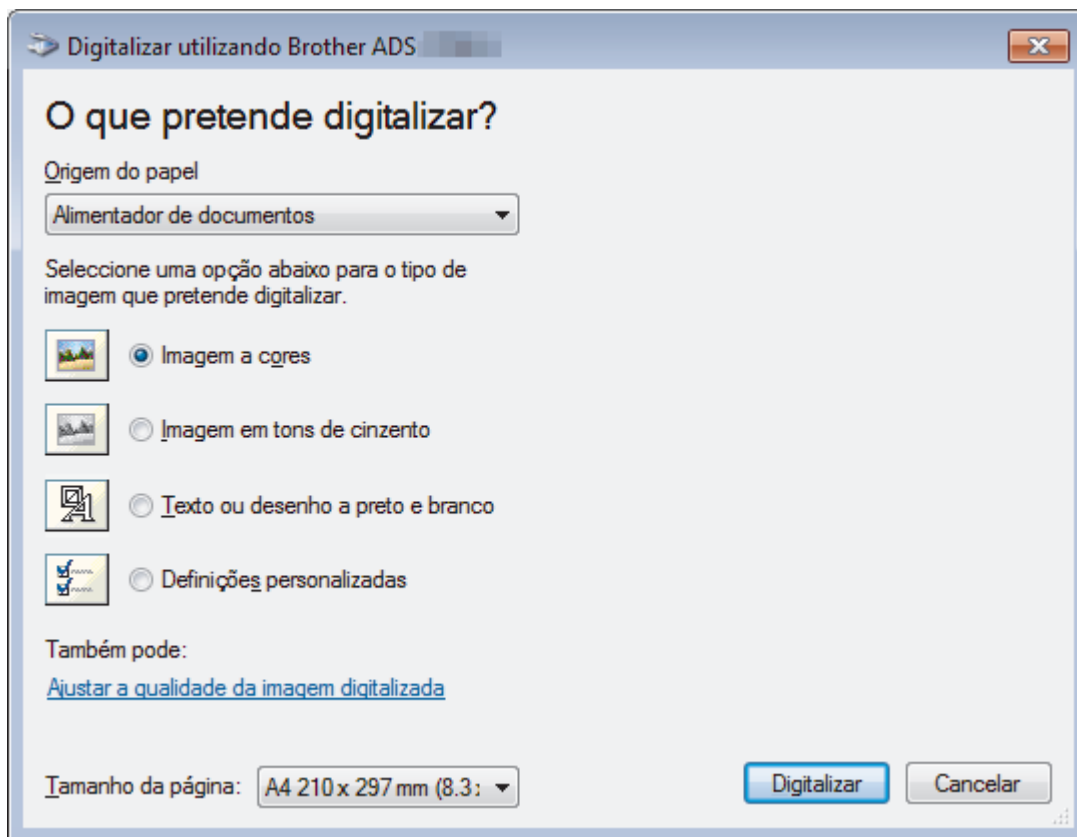 Digitalizar utilizando Brother ADS
O que pretende digitalizar?
Origem do papel
Alimentador de documentos
Seleccione uma opção abaixo para o tipo de
imagem que pretende digitalizar.
Imagem a cores
Imagem em tons de cinzento
Texto ou desenho a preto e branco
Definições personalizadas
Também pode:
Ajustar a qualidade da imagem digitalizada
Tamanho da página: A4 210 x 297 mm (8.3 Digitalizar Cancelar